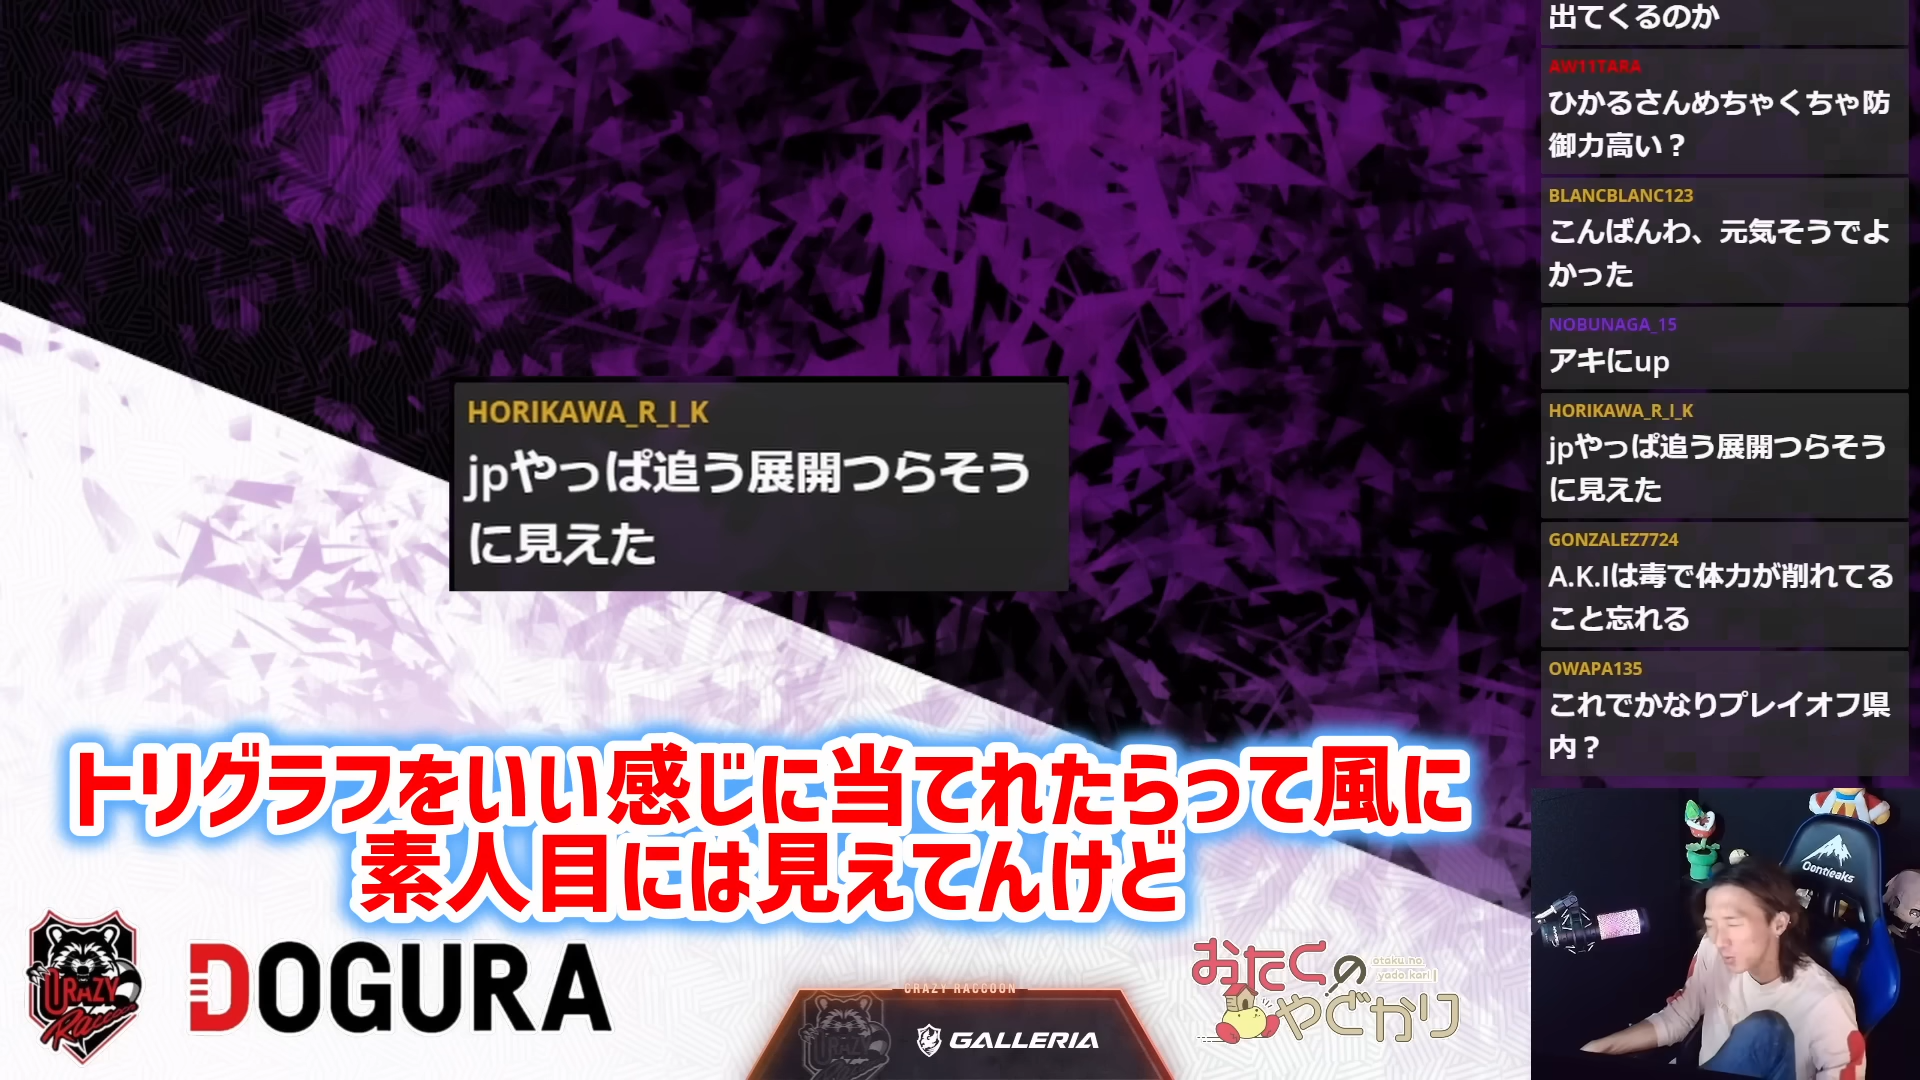 出てくるのか
AW11TARA
ひかるさんめちゃくちゃ防
御力高い？
BLANCBLANC123
こんばんわ、元気そうでよ
かった
NOBUNAGA_15
アキにup
HORIKAWA_R_I_K
jpやっぱ追う展開つらそう
に見えた
GONZALEZ7724
A.K.Iは毒で体力が削れてる
こと忘れる
OWAPA135
これでかなりプレイオフ県
内？
HORIKAWA_R_I_K
jpやっぱ追う展開つらそう
に見えた
トリグラフをいい感じに当てれたらって風に
素人目には見えてんけど
CRAZY
Raccoon
DOGURA
CRAZY RACCOON
GALLERIA
おたくの
otaku no
yadokari
やどかり
Contieaks